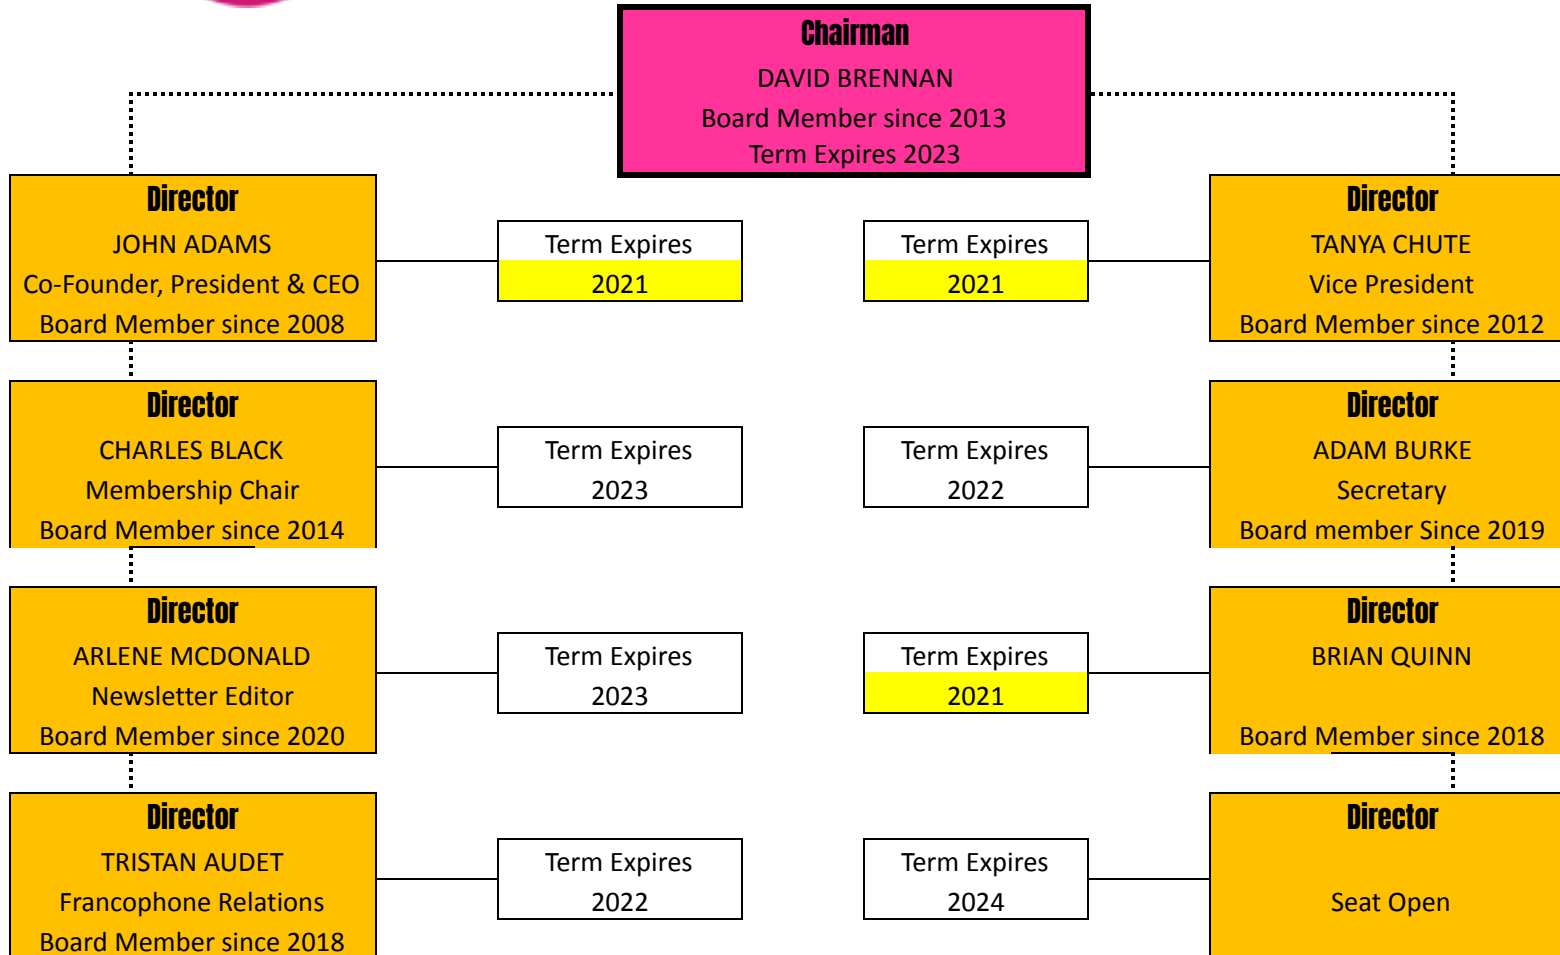 Chairman
DAVID BRENNAN
Board Member since 2013
Term Expires 2023
Director
JOHN ADAMS
Co-Founder, President & CEO
Board Member since 2008
Term Expires
2021
Term Expires
2021
Director
TANYA CHUTE
Vice President
Board Member since 2012
Director
CHARLES BLACK
Membership Chair
Board Member since 2014
Term Expires
2023
Term Expires
2022
Director
ADAM BURKE
Secretary
Board member Since 2019
Director
ARLENE MCDONALD
Newsletter Editor
Board Member since 2020
Term Expires
2023
Term Expires
2021
Director
BRIAN QUINN
Board Member since 2018
Director
TRISTAN AUDET
Francophone Relations
Board Member since 2018
Term Expires
2022
Term Expires
2024
Director
Seat Open